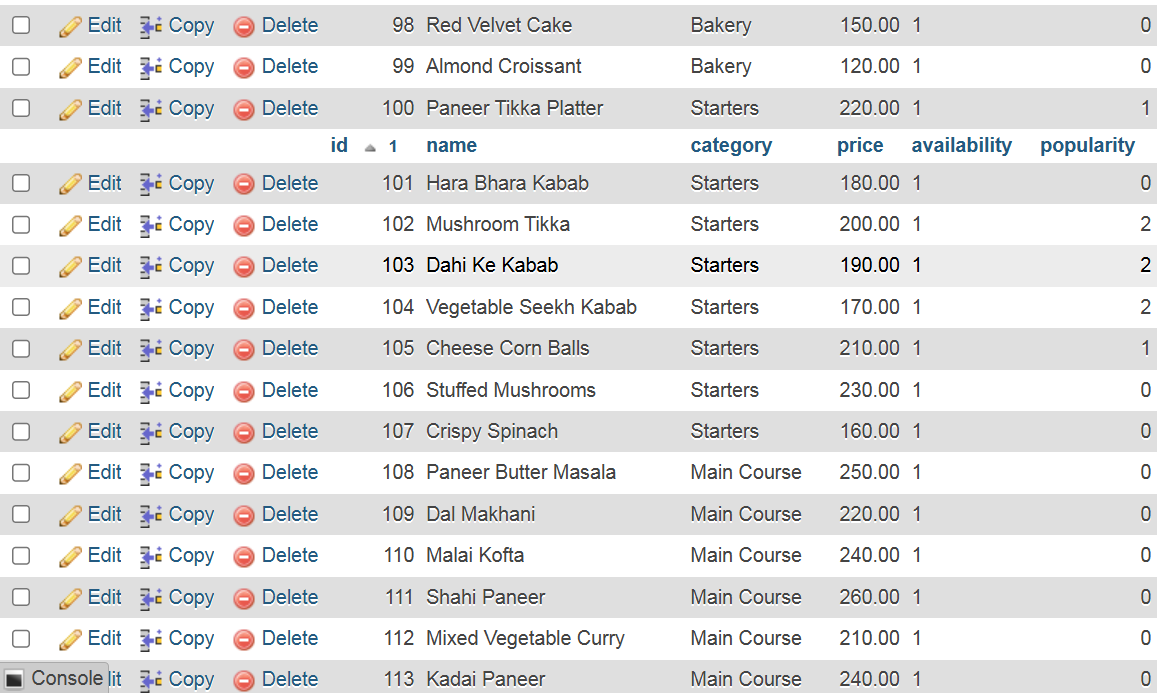 Edit Copy Delete 98 Red Velvet Cake Bakery 150.00 1 0
Edit Copy Delete 99 Almond Croissant Bakery 120.00 1 0
Edit Copy Delete 100 Paneer Tikka Platter Starters 220.00 1 1
id 1 name category price availability popularity
Edit Copy Delete 101 Hara Bhara Kabab Starters 180.00 1 0
Edit Copy Delete 102 Mushroom Tikka Starters 200.00 1 2
Edit Copy Delete 103 Dahi Ke Kabab Starters 190.00 1 2
Edit Copy Delete 104 Vegetable Seekh Kabab Starters 170.00 1 2
Edit Copy Delete 105 Cheese Corn Balls Starters 210.00 1 1
Edit Copy Delete 106 Stuffed Mushrooms Starters 230.00 1 0
Edit Copy Delete 107 Crispy Spinach Starters 160.00 1 0
Edit Copy Delete 108 Paneer Butter Masala Main Course 250.00 1 0
Edit Copy Delete 109 Dal Makhani Main Course 220.00 1 0
Edit Copy Delete 110 Malai Kofta Main Course 240.00 1 0
Edit Copy Delete 111 Shahi Paneer Main Course 260.00 1 0
Edit Copy Delete 112 Mixed Vegetable Curry Main Course 210.00 1 0
Console it Copy Delete 113 Kadai Paneer Main Course 240.00 1 0